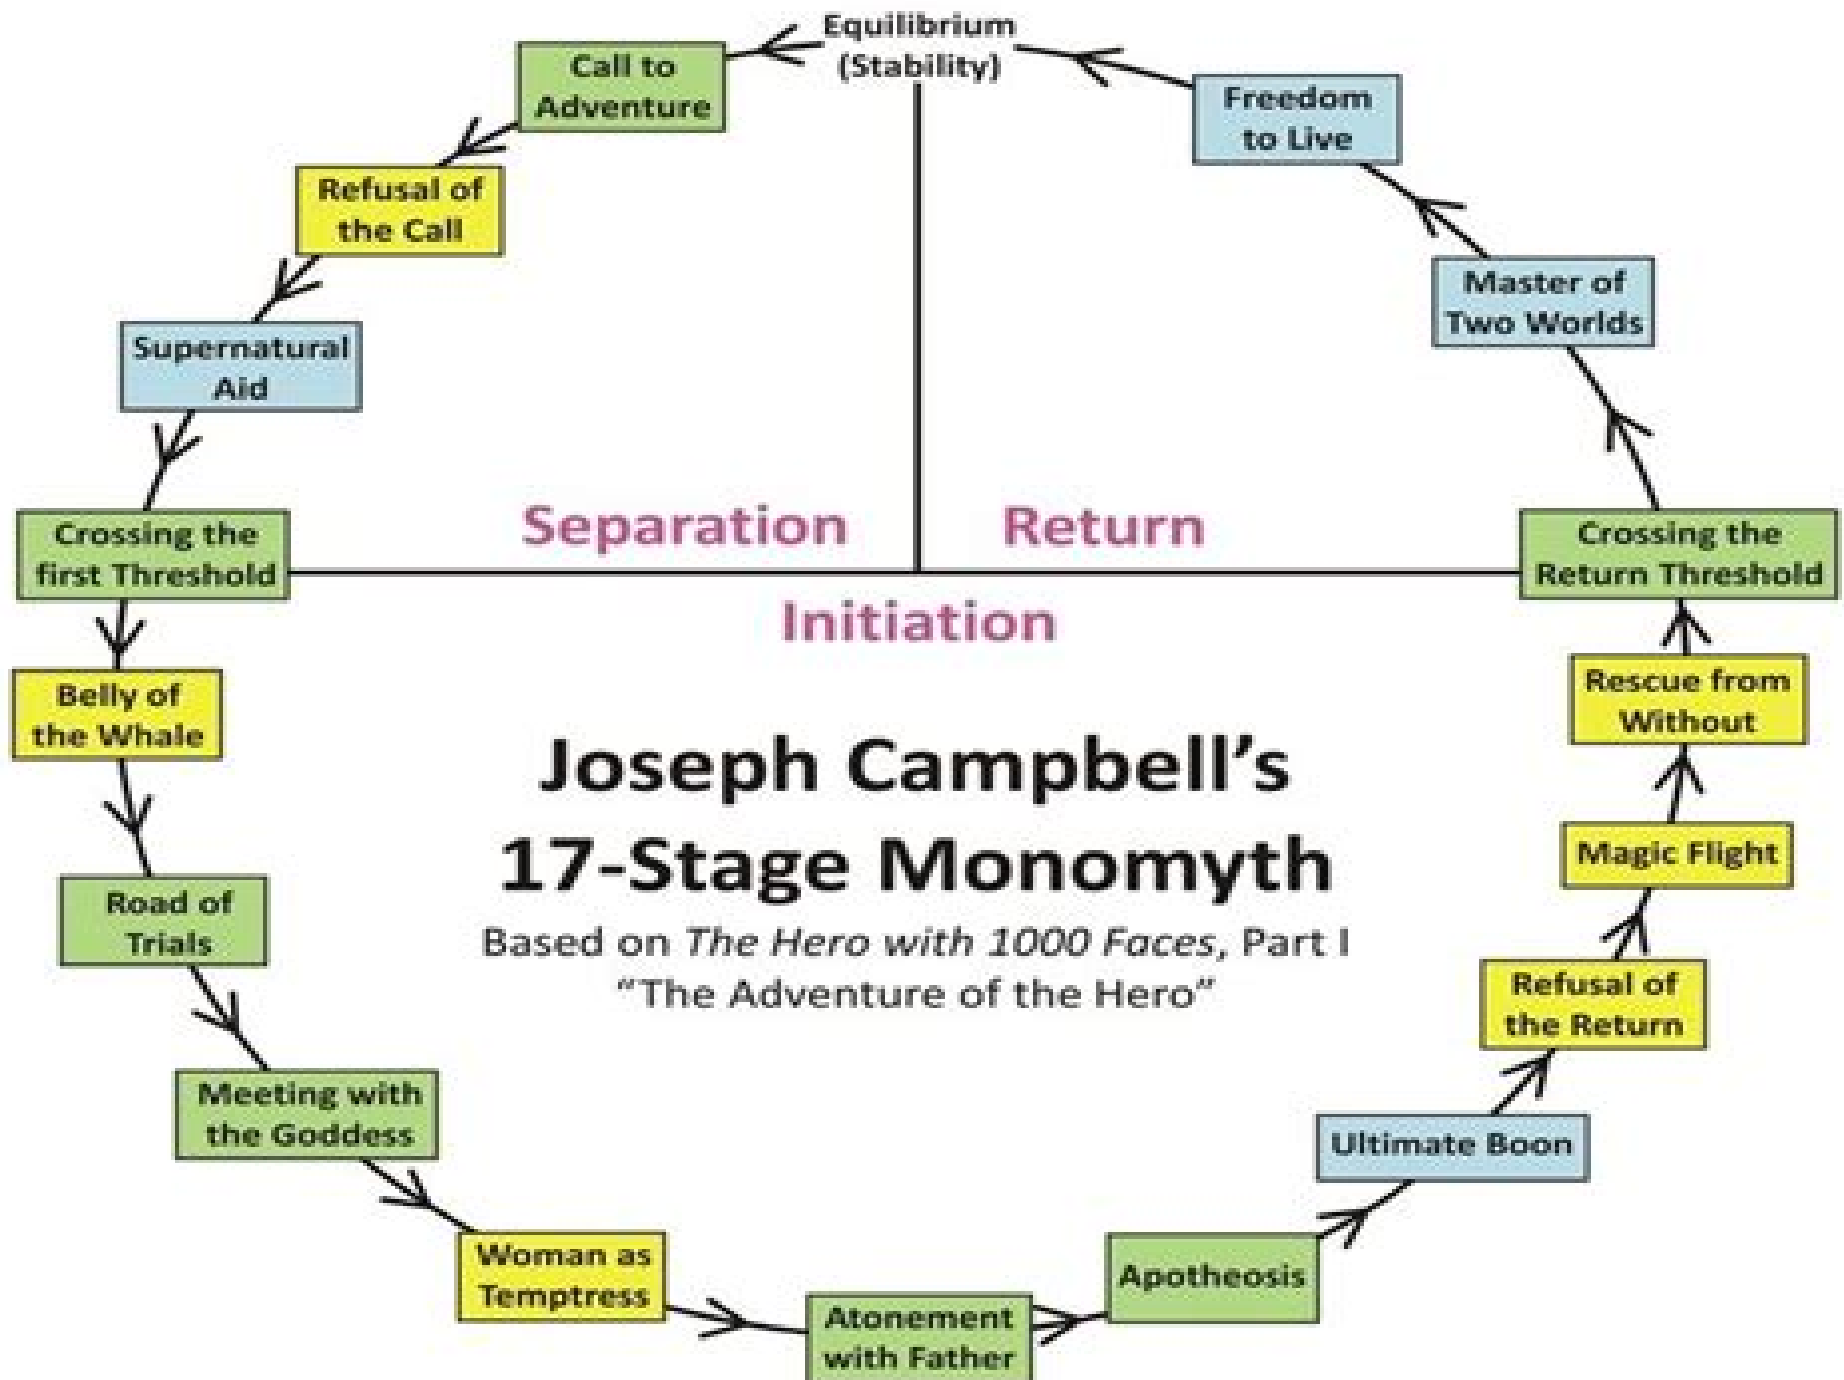 Equilibrium
(Stability)
Call to
Adventure
Refusal of
the Call
Supernatural
Aid
Crossing the
first Threshold
Belly of
the Whale
Road of
Trials
Meeting with
the Goddess
Woman as
Temptress
Atonement
with Father
Apotheosis
Ultimate Boon
Refusal of
the Return
Magic Flight
Rescue from
Without
Crossing the
Return Threshold
Master of
Two Worlds
Freedom
to Live
Separation
Return
Initiation
Joseph Campbell’s
17-Stage Monomyth
Based on The Hero with 1000 Faces, Part I
“The Adventure of the Hero”